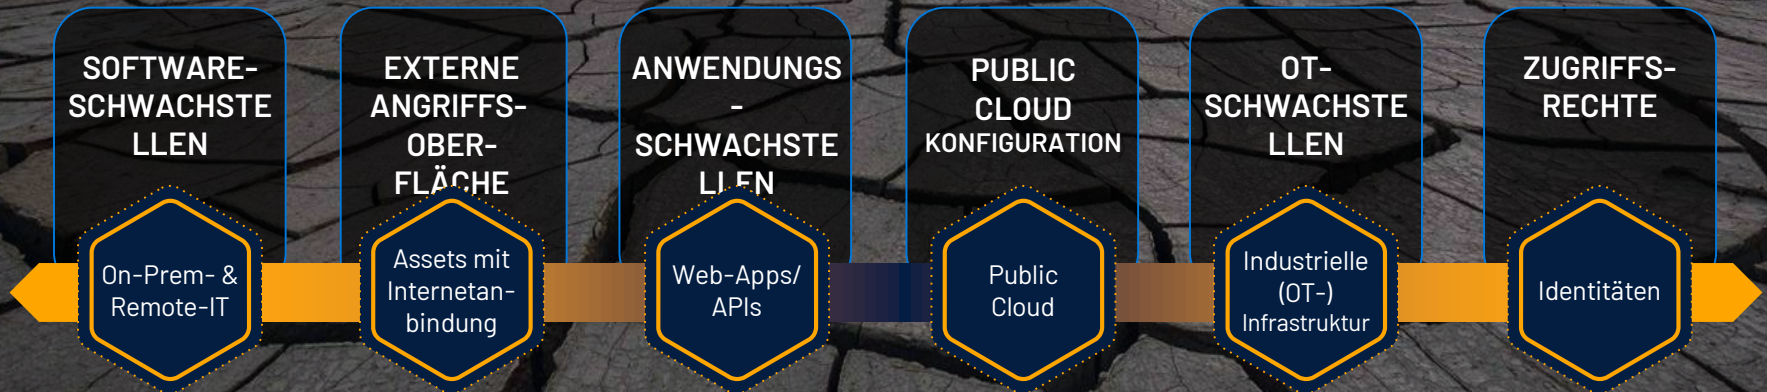 SOFTWARE-
SCHWACHSTE
LLEN
EXTERNE
ANGRIFFS-
OBER-
FLÄCHE
ANWENDUNGS
-
SCHWACHSTE
LLEN
PUBLIC
CLOUD
KONFIGURATION
OT-
SCHWACHSTE
LLEN
ZUGRIFFS-
RECHTE
On-Prem- &
Remote-IT
Assets mit
Internetan-
bindung
Web-Apps/
APIs
Public
Cloud
Industrielle
(OT-)
Infrastruktur
Identitäten